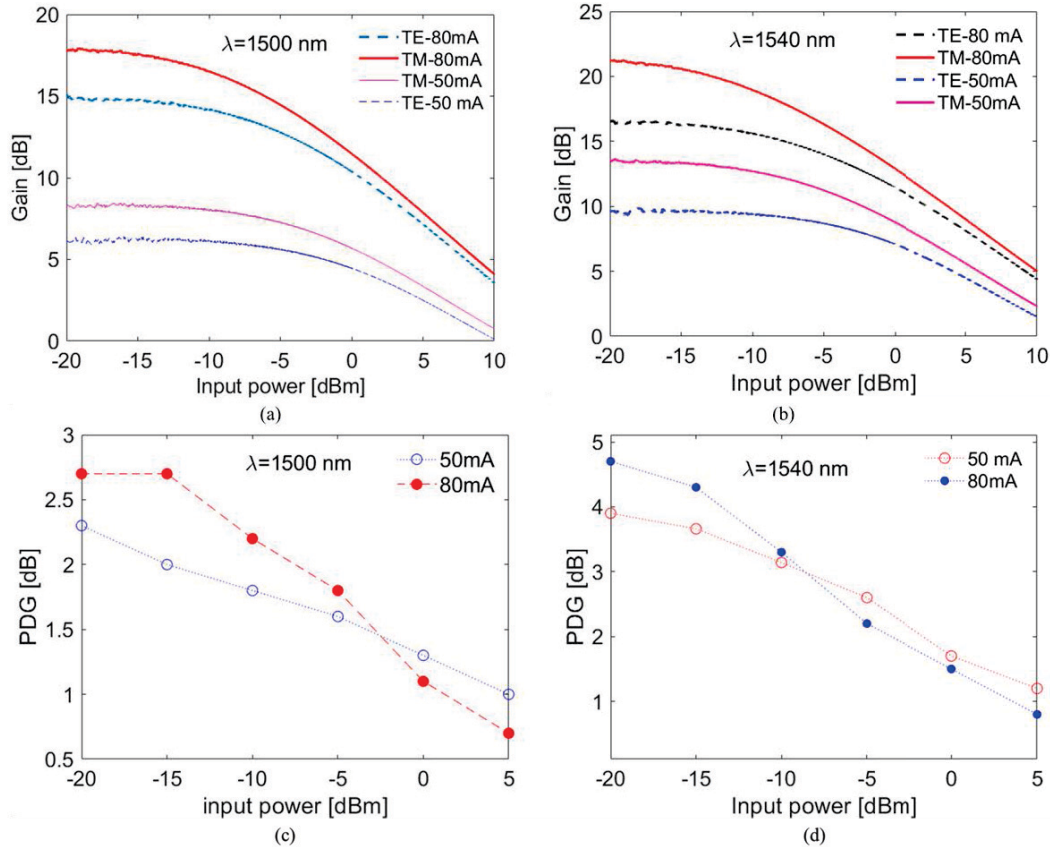 20
15
10
5
0
Gain [dB]
λ=1500 nm
TE-80mA
TM-80mA
TM-50mA
TE-50 mA
-20 -15 -10 -5 0 5 10
Input power [dBm]
(a)
25
20
15
10
5
0
Gain [dB]
λ=1540 nm
TE-80 mA
TM-80mA
TE-50mA
TM-50mA
-20 -15 -10 -5 0 5 10
Input power [dBm]
(b)
3
2.5
2
1.5
1
0.5
PDG [dB]
λ=1500 nm
50mA
80mA
-20 -15 -10 -5 0 5
input power [dBm]
(c)
5
4
3
2
1
PDG [dB]
λ=1540 nm
50 mA
80mA
-20 -15 -10 -5 0 5
Input power [dBm]
(d)